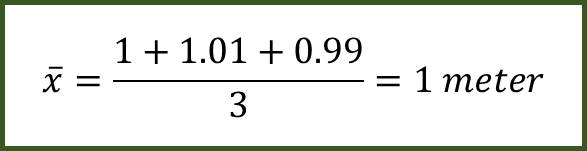 x̄ = (1 + 1.01 + 0.99) / 3 = 1 meter